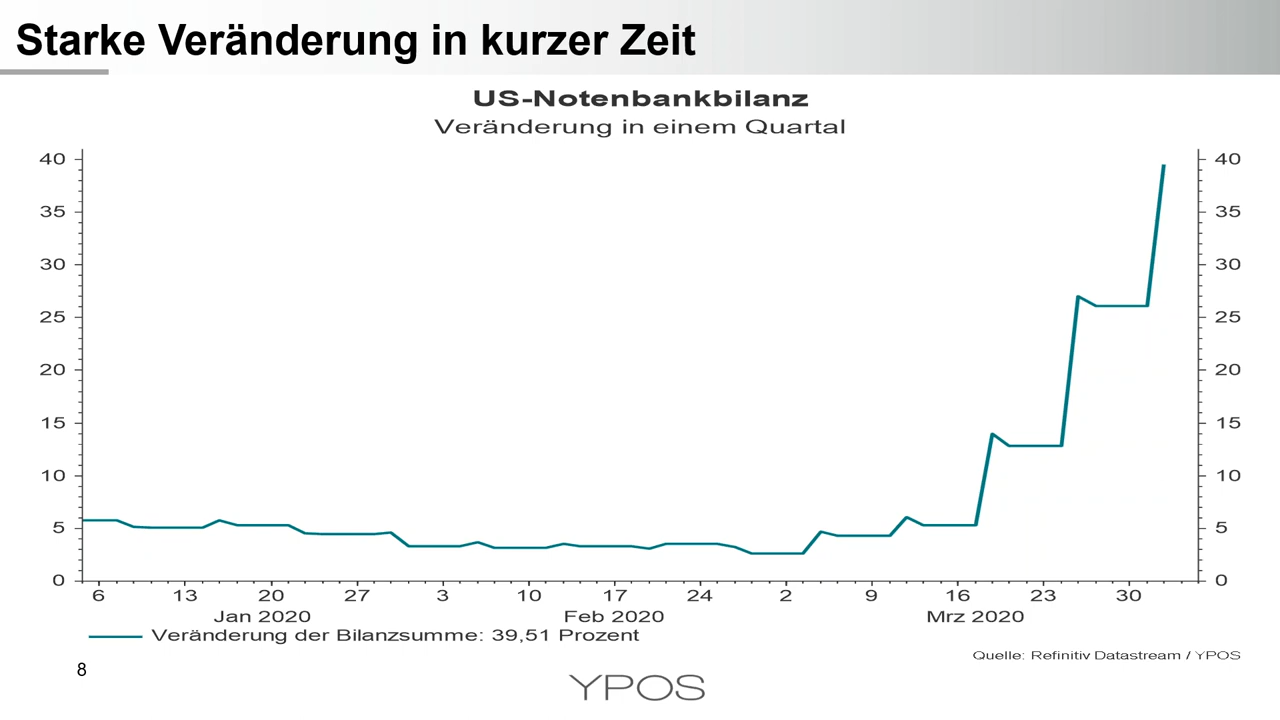 Starke Veränderung in kurzer Zeit
US-Notenbankbilanz
Veränderung in einem Quartal
40 40
35 35
30 30
25 25
20 20
15 15
10 10
5 5
0 0
6 13 20 27 3 10 17 24 2 9 16 23 30
Jan 2020 Feb 2020 Mrz 2020
Veränderung der Bilanzsumme: 39,51 Prozent
Quelle: Refinitiv Datastream / YPOS
8
YPOS